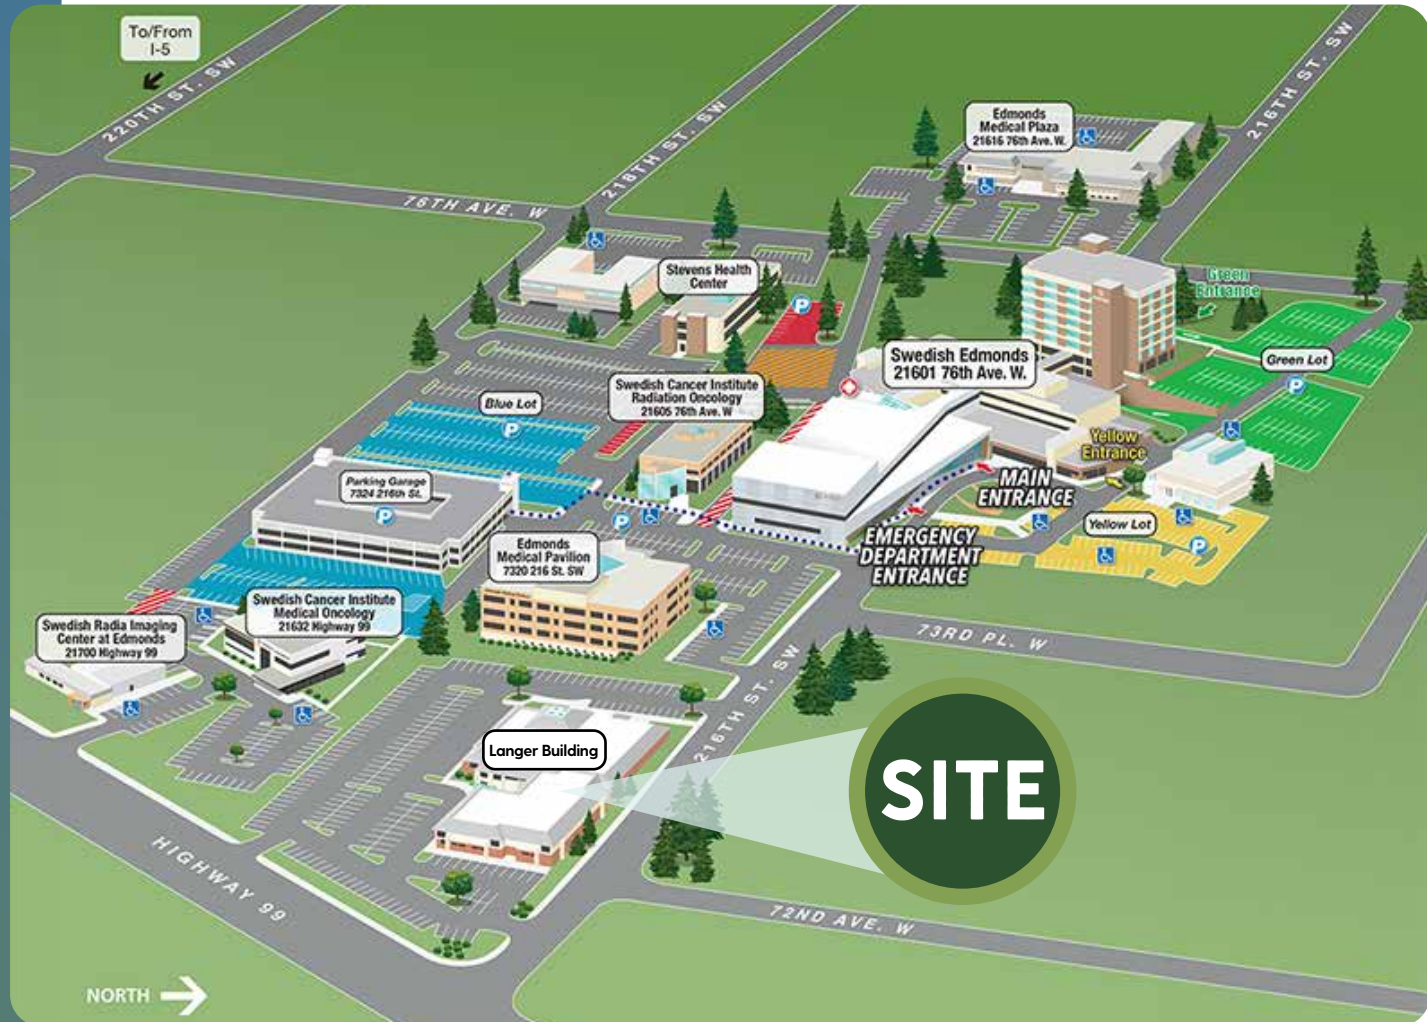 To/From
I-5
220TH ST. SW
218TH ST. SW
216TH ST. SW
76TH AVE. W
Edmonds
Medical Plaza
21616 76th Ave. W.
Stevens Health
Center
Green
Entrance
Swedish Edmonds
21601 76th Ave. W.
Green Lot
P
P
Swedish Cancer Institute
Radiation Oncology
21605 76th Ave. W
Blue Lot
P
Yellow
Entrance
MAIN
ENTRANCE
Parking Garage
7324 216th St.
P
P
Yellow Lot
P
EMERGENCY
DEPARTMENT
ENTRANCE
Edmonds
Medical Pavilion
7320 216 St. SW
Swedish Cancer Institute
Medical Oncology
21632 Highway 99
Swedish Radia Imaging
Center at Edmonds
21700 Highway 99
73RD PL. W
216TH ST. SW
Langer Building
SITE
HIGHWAY 99
72ND AVE. W
NORTH